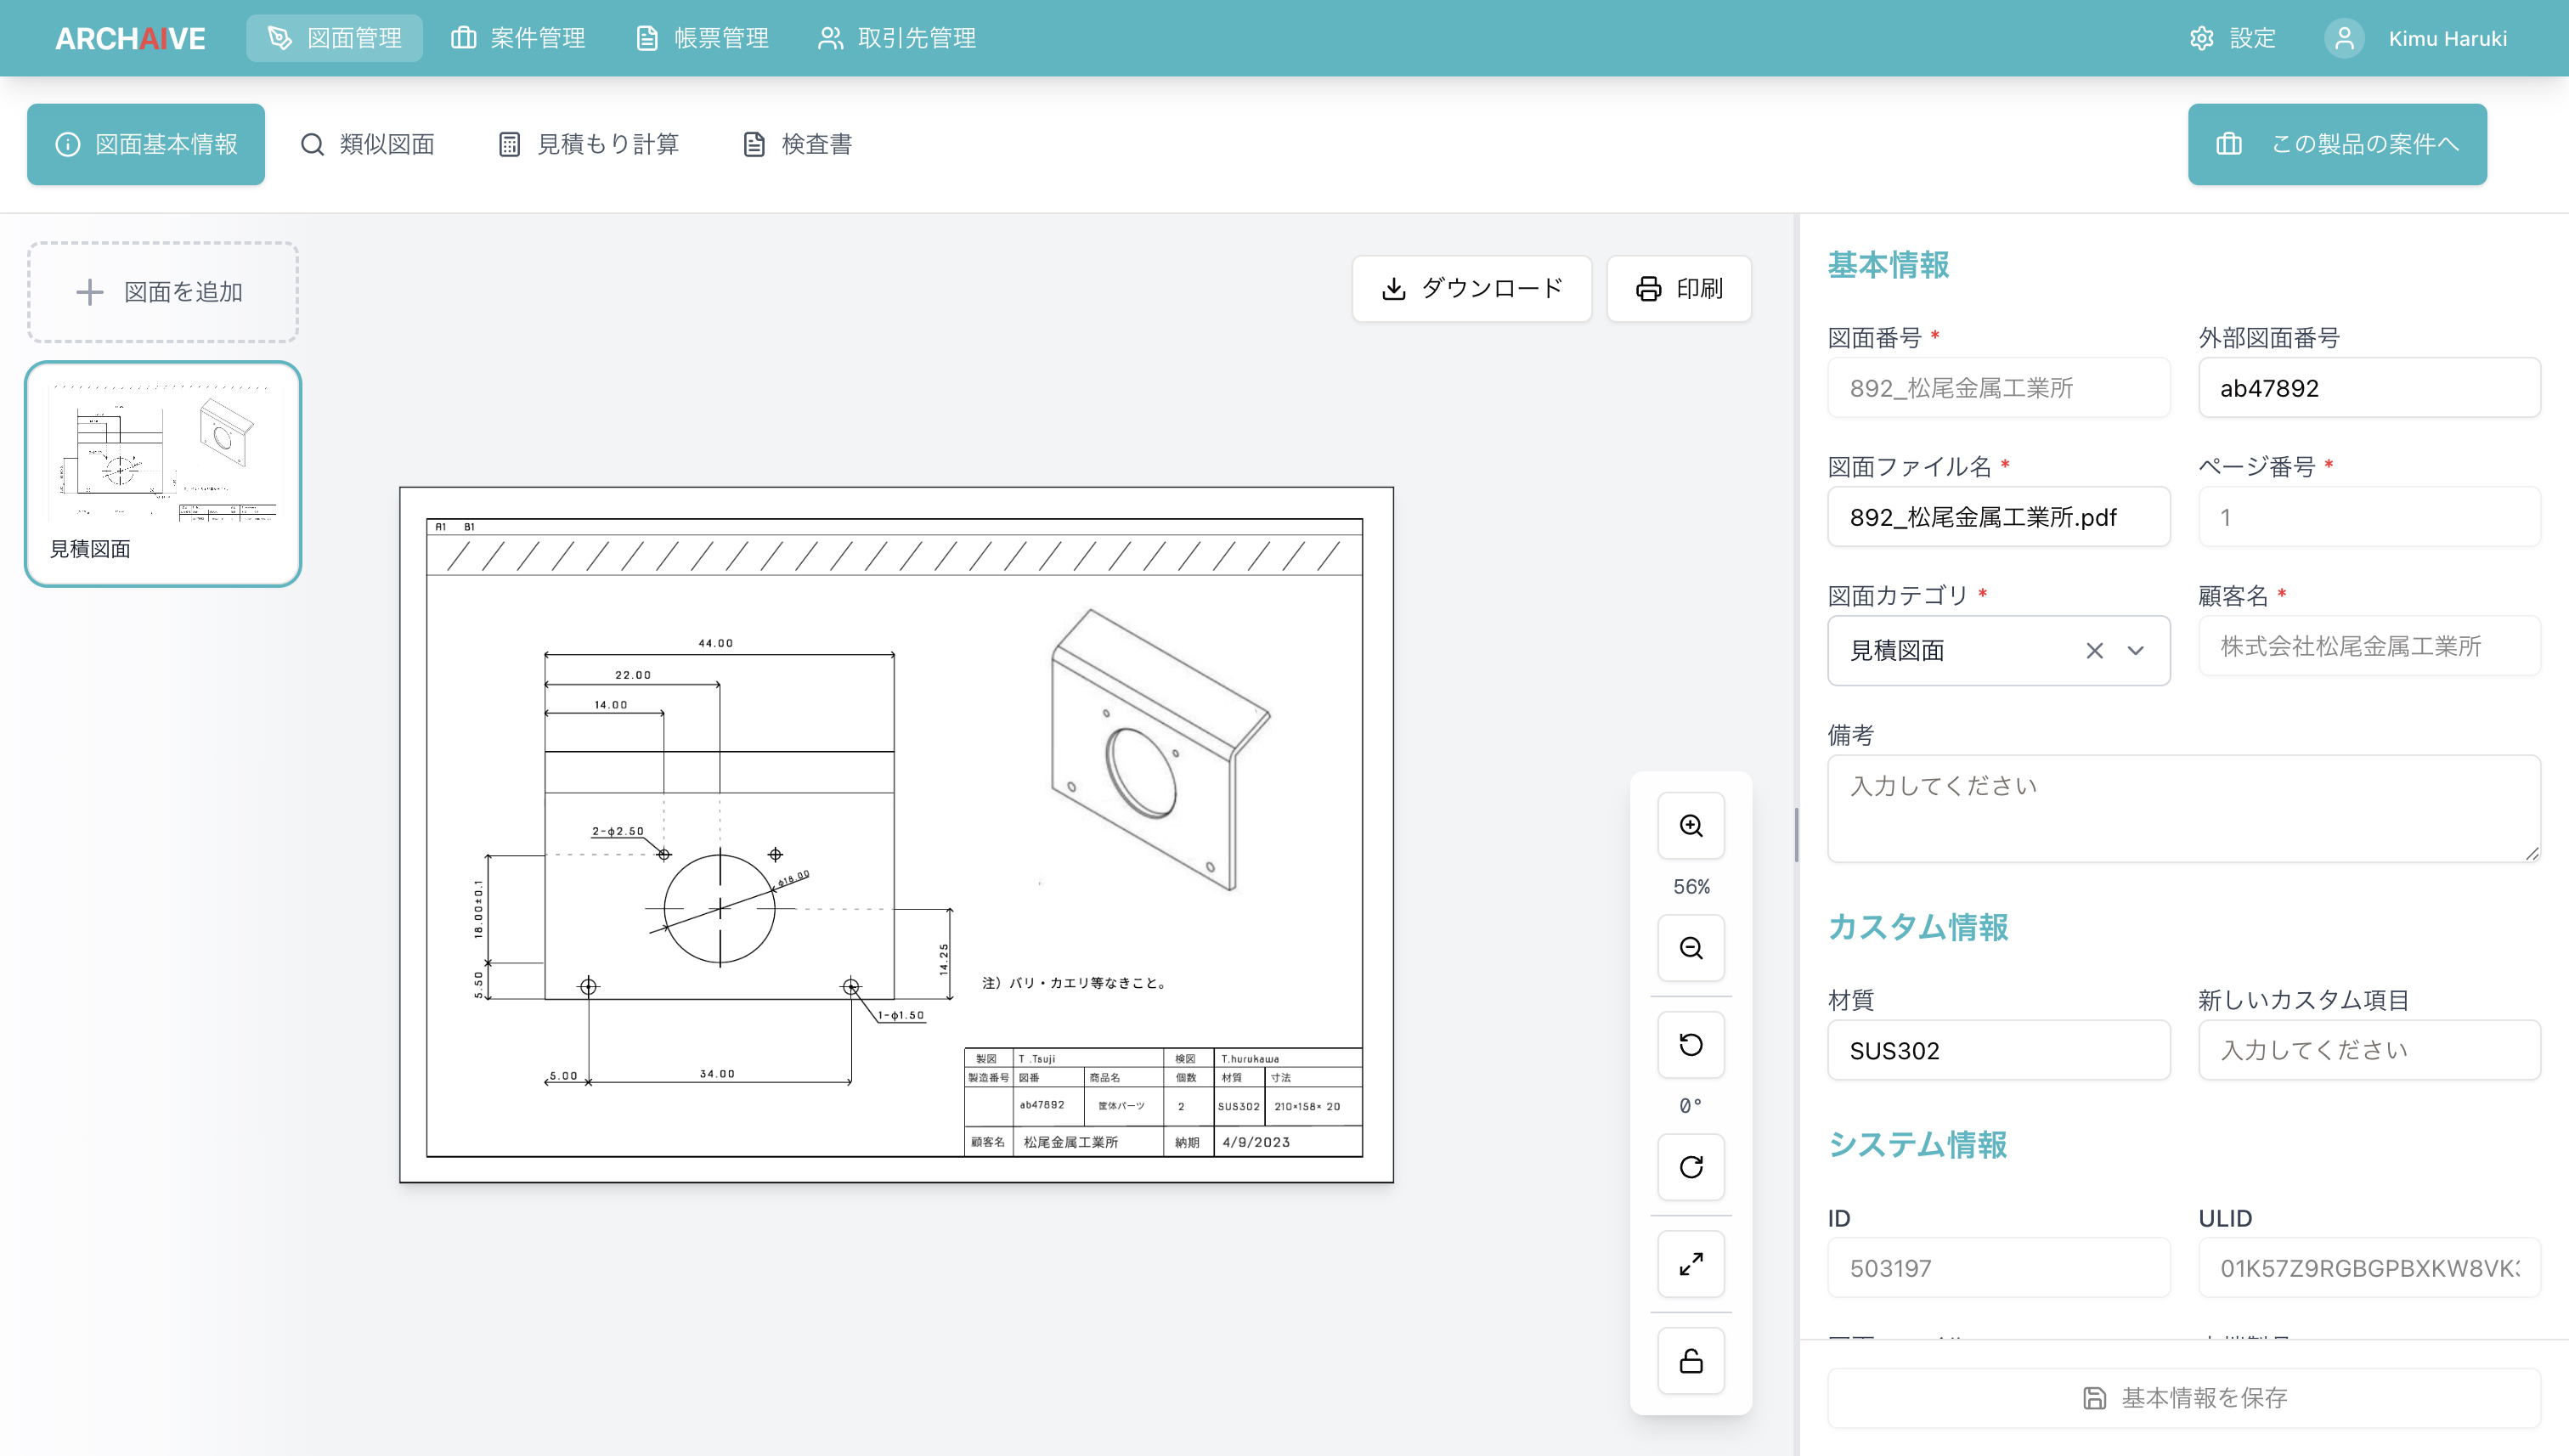 ARCHAIVE 図面管理 案件管理 帳票管理 取引先管理 設定 Kimu Haruki
図面基本情報 類似図面 見積もり計算 検査書 この製品の案件へ
図面を追加
見積図面
ダウンロード 印刷
A1 B1
44.00
22.00
14.00
2-φ2.50
φ18.00
18.00±0.1
5.50
14.25
1-φ1.50
5.00 34.00
注）バリ・カエリ等なきこと。
製図 T .Tsuji 検図 T.hurukawa
製造番号 図番 商品名 個数 材質 寸法
ab47892 筐体パーツ 2 SUS302 210×158× 20
顧客名 松尾金属工業所 納期 4/9/2023
56%
0°
基本情報
図面番号 * 外部図面番号
892_松尾金属工業所 ab47892
図面ファイル名 * ページ番号 *
892_松尾金属工業所.pdf 1
図面カテゴリ * 顧客名 *
見積図面 株式会社松尾金属工業所
備考
入力してください
カスタム情報
材質 新しいカスタム項目
SUS302 入力してください
システム情報
ID ULID
503197 01K57Z9RGBGPBXKW8VK
基本情報を保存